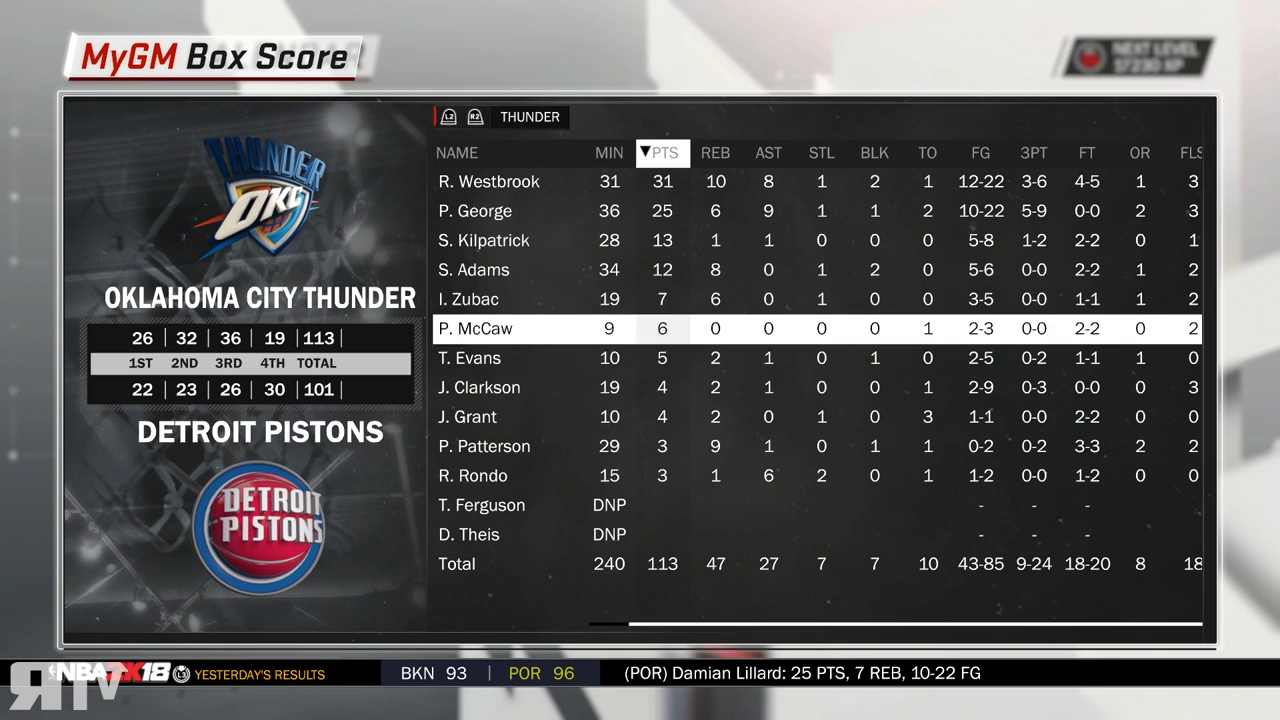 MyGM Box Score
NEXT LEVEL
17230 XP
L2 R2 THUNDER
NAME MIN ▼PTS REB AST STL BLK TO FG 3PT FT OR FLS
R. Westbrook 31 31 10 8 1 2 1 12-22 3-6 4-5 1 3
P. George 36 25 6 9 1 1 2 10-22 5-9 0-0 2 3
S. Kilpatrick 28 13 1 1 0 0 0 5-8 1-2 2-2 0 1
S. Adams 34 12 8 0 1 2 0 5-6 0-0 2-2 1 2
I. Zubac 19 7 6 0 1 0 0 3-5 0-0 1-1 1 2
P. McCaw 9 6 0 0 0 0 1 2-3 0-0 2-2 0 2
T. Evans 10 5 2 1 0 1 0 2-5 0-2 1-1 1 0
J. Clarkson 19 4 2 1 0 0 1 2-9 0-3 0-0 0 3
J. Grant 10 4 2 0 1 0 3 1-1 0-0 2-2 0 0
P. Patterson 29 3 9 1 0 1 1 0-2 0-2 3-3 2 2
R. Rondo 15 3 1 6 2 0 1 1-2 0-0 1-2 0 0
T. Ferguson DNP - - -
D. Theis DNP - - -
Total 240 113 47 27 7 7 10 43-85 9-24 18-20 8 18
THUNDER
OKC
OKLAHOMA CITY THUNDER
26 | 32 | 36 | 19 | 113 |
1ST 2ND 3RD 4TH TOTAL
22 | 23 | 26 | 30 | 101 |
DETROIT PISTONS
DETROIT
PISTONS
NBA 2K18 YESTERDAY'S RESULTS BKN 93 | POR 96 (POR) Damian Lillard: 25 PTS, 7 REB, 10-22 FG